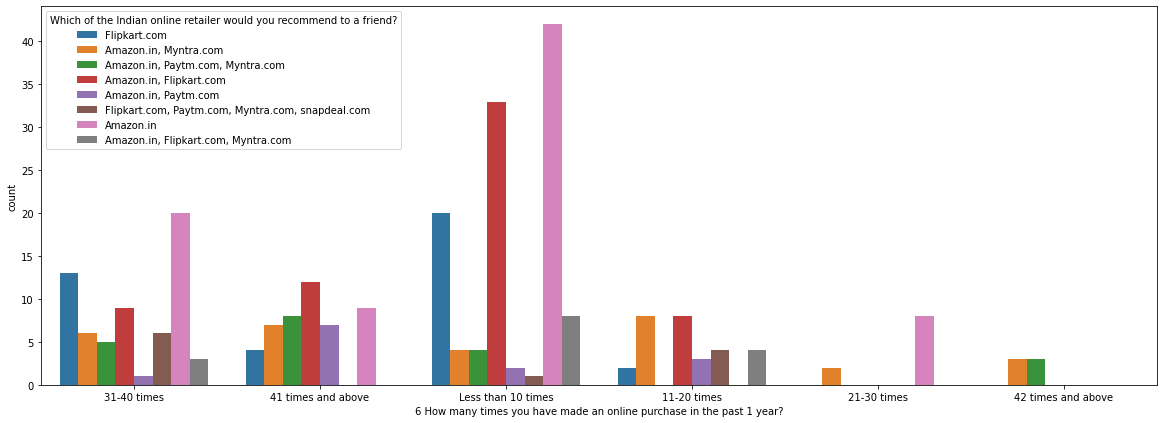 Which of the Indian online retailer would you recommend to a friend?
Flipkart.com
Amazon.in, Myntra.com
Amazon.in, Paytm.com, Myntra.com
Amazon.in, Flipkart.com
Amazon.in, Paytm.com
Flipkart.com, Paytm.com, Myntra.com, snapdeal.com
Amazon.in
Amazon.in, Flipkart.com, Myntra.com
count
40
35
30
25
20
15
10
5
0
31-40 times
41 times and above
Less than 10 times
11-20 times
21-30 times
42 times and above
6 How many times you have made an online purchase in the past 1 year?